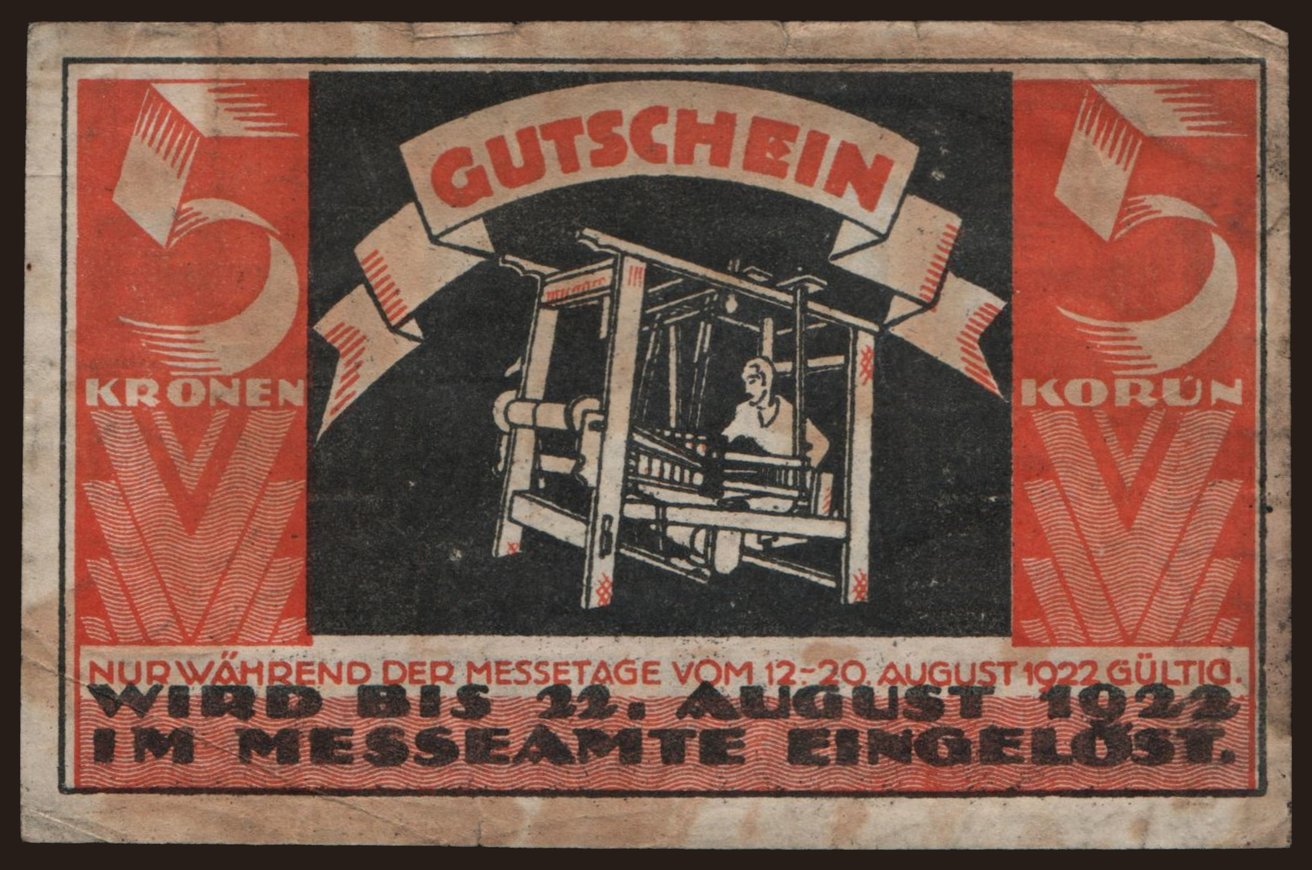 GUTSCHEIN
5
KRONEN
5
KORUN
NUR WÄHREND DER MESSETAGE VOM 12-20. AUGUST 1922 GÜLTIG.
WIRD BIS 22. AUGUST 1922
IM MESSEAMTE EINGELÖST.